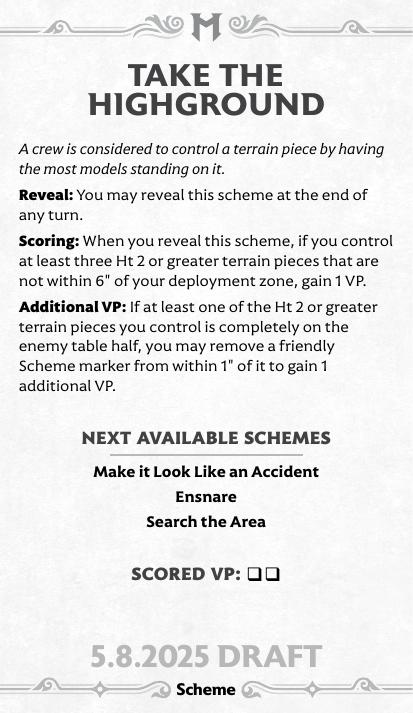 M
TAKE THE
HIGHGROUND
A crew is considered to control a terrain piece by having
the most models standing on it.
Reveal: You may reveal this scheme at the end of
any turn.
Scoring: When you reveal this scheme, if you control
at least three Ht 2 or greater terrain pieces that are
not within 6" of your deployment zone, gain 1 VP.
Additional VP: If at least one of the Ht 2 or greater
terrain pieces you control is completely on the
enemy table half, you may remove a friendly
Scheme marker from within 1" of it to gain 1
additional VP.
NEXT AVAILABLE SCHEMES
Make it Look Like an Accident
Ensnare
Search the Area
SCORED VP: ❏❏
5.8.2025 DRAFT
Scheme